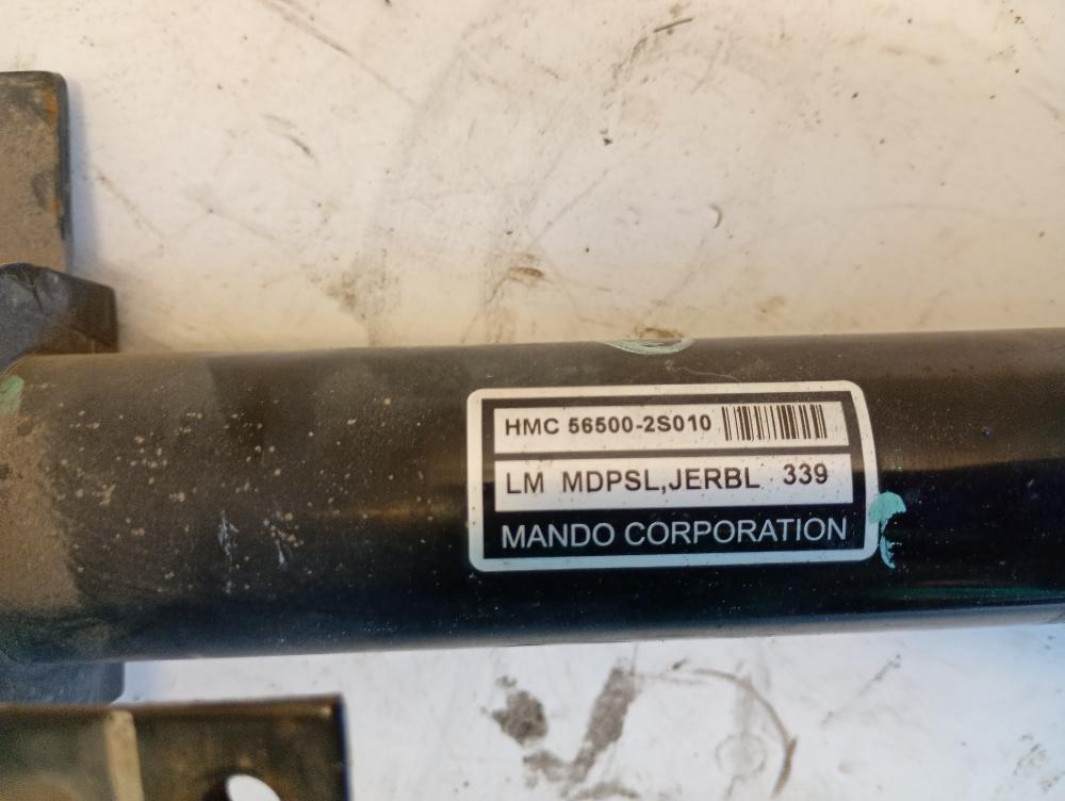 HMC 56500-2S010
LM MDPSL,JERBL 339
MANDO CORPORATION